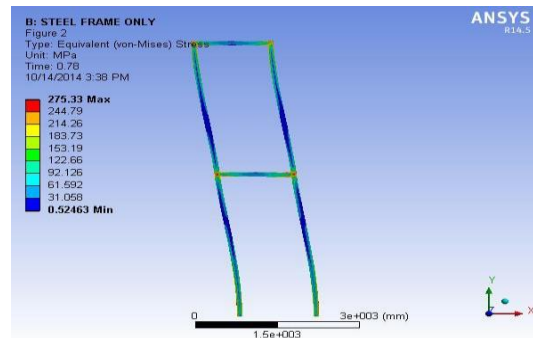 B: STEEL FRAME ONLY
Figure 2
Type: Equivalent (von-Mises) Stress
Unit: MPa
Time: 0.78
10/14/2014 3:38 PM
275.33 Max
244.79
214.26
183.73
153.19
122.66
92.126
61.592
31.058
0.52463 Min
ANSYS
R14.5
0
3e+003 (mm)
1.5e+003
Y
Z
X